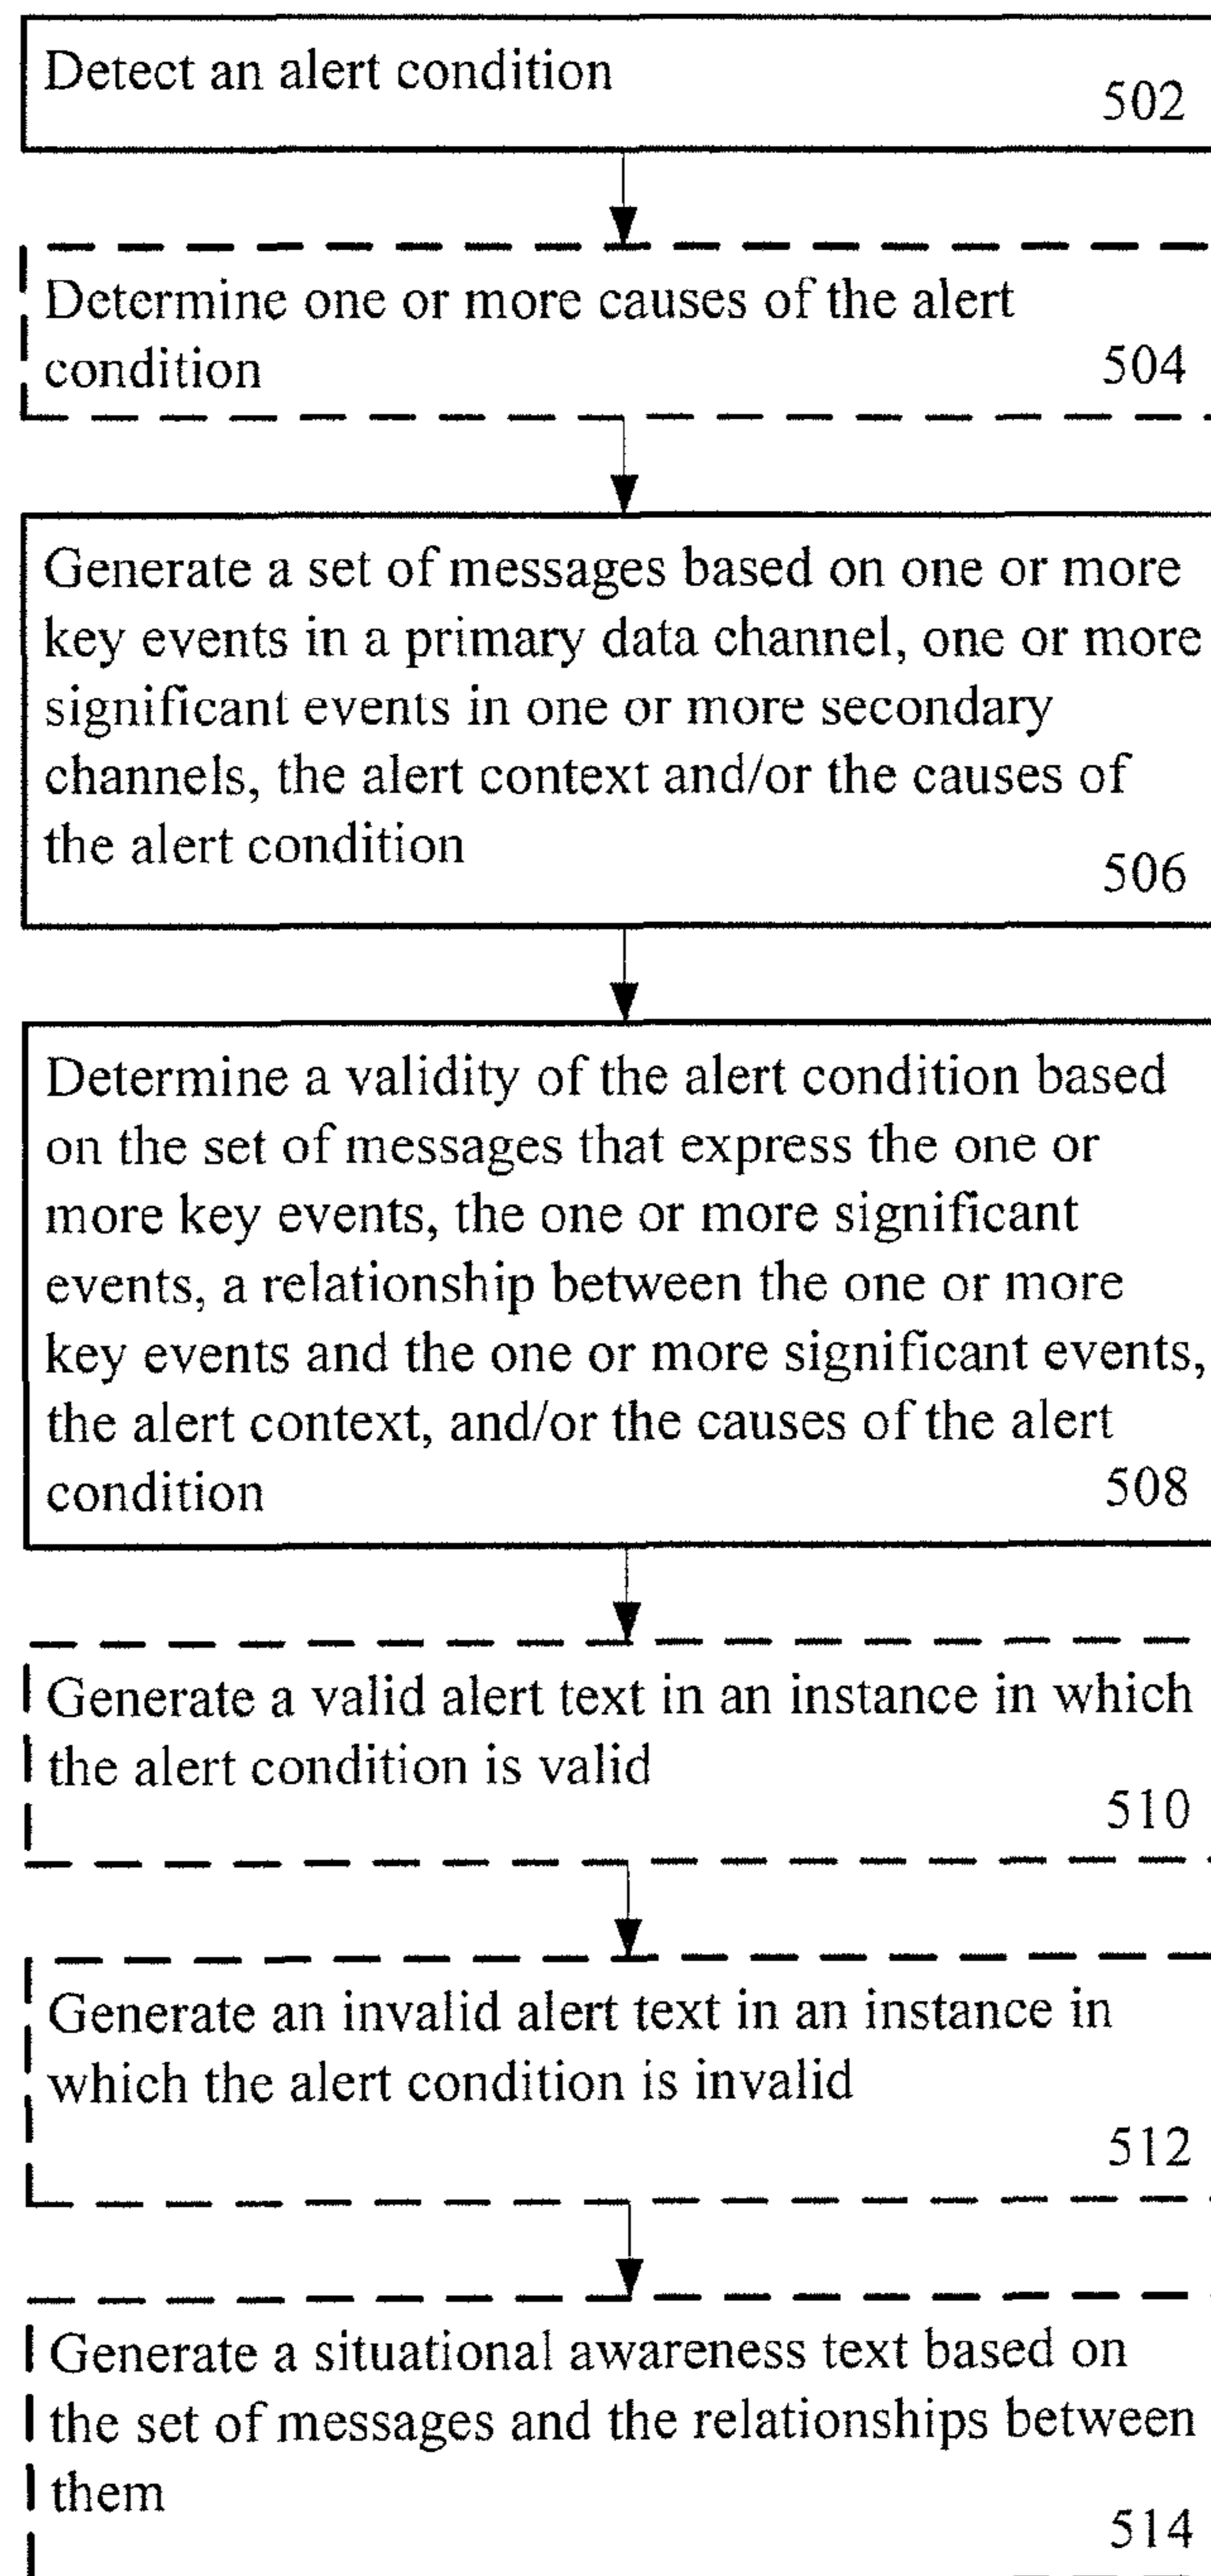 Detect an alert condition
502
Determine one or more causes of the alert
condition
504
Generate a set of messages based on one or more
key events in a primary data channel, one or more
significant events in one or more secondary
channels, the alert context and/or the causes of
the alert condition
506
Determine a validity of the alert condition based
on the set of messages that express the one or
more key events, the one or more significant
events, a relationship between the one or more
key events and the one or more significant events,
the alert context, and/or the causes of the alert
condition
508
Generate a valid alert text in an instance in which
the alert condition is valid
510
Generate an invalid alert text in an instance in
which the alert condition is invalid
512
Generate a situational awareness text based on
the set of messages and the relationships between
them
514